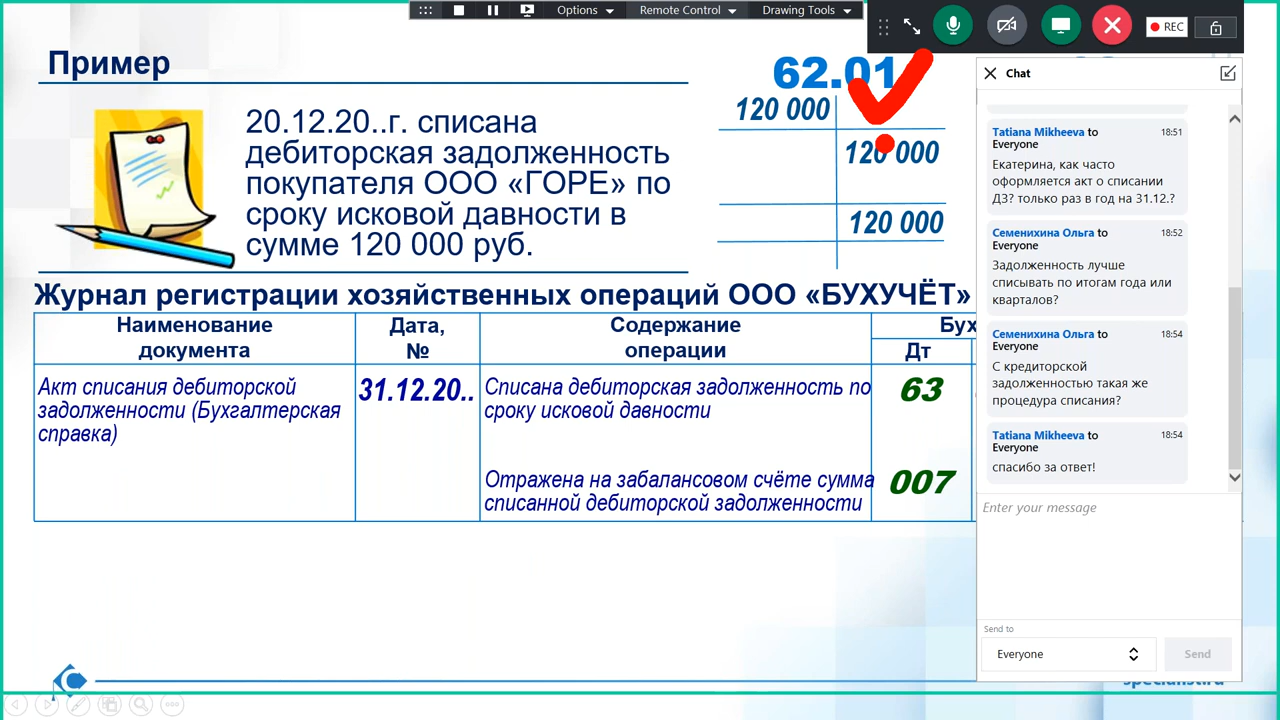 Options
Remote Control
Drawing Tools
REC
Пример
62.01
120 000
120 000
120 000
20.12.20..г. списана
дебиторская задолженность
покупателя ООО «ГОРЕ» по
сроку исковой давности в
сумме 120 000 руб.
Журнал регистрации хозяйственных операций ООО «БУХУЧЁТ»
Наименование
документа
Дата,
№
Содержание
операции
Бух
Дт
Акт списания дебиторской
задолженности (Бухгалтерская
справка)
31.12.20..
Списана дебиторская задолженность по
сроку исковой давности
63
Отражена на забалансовом счёте сумма
списанной дебиторской задолженности
007
Chat
Tatiana Mikheeva to
Everyone
18:51
Екатерина, как часто
оформляется акт о списании
ДЗ? только раз в год на 31.12.?
Семенихина Ольга to
Everyone
18:52
Задолженность лучше
списывать по итогам года или
кварталов?
Семенихина Ольга to
Everyone
18:54
С кредиторской
задолженностью такая же
процедура списания?
Tatiana Mikheeva to
Everyone
18:54
спасибо за ответ!
Enter your message
Send to
Everyone
Send
specialist.ru